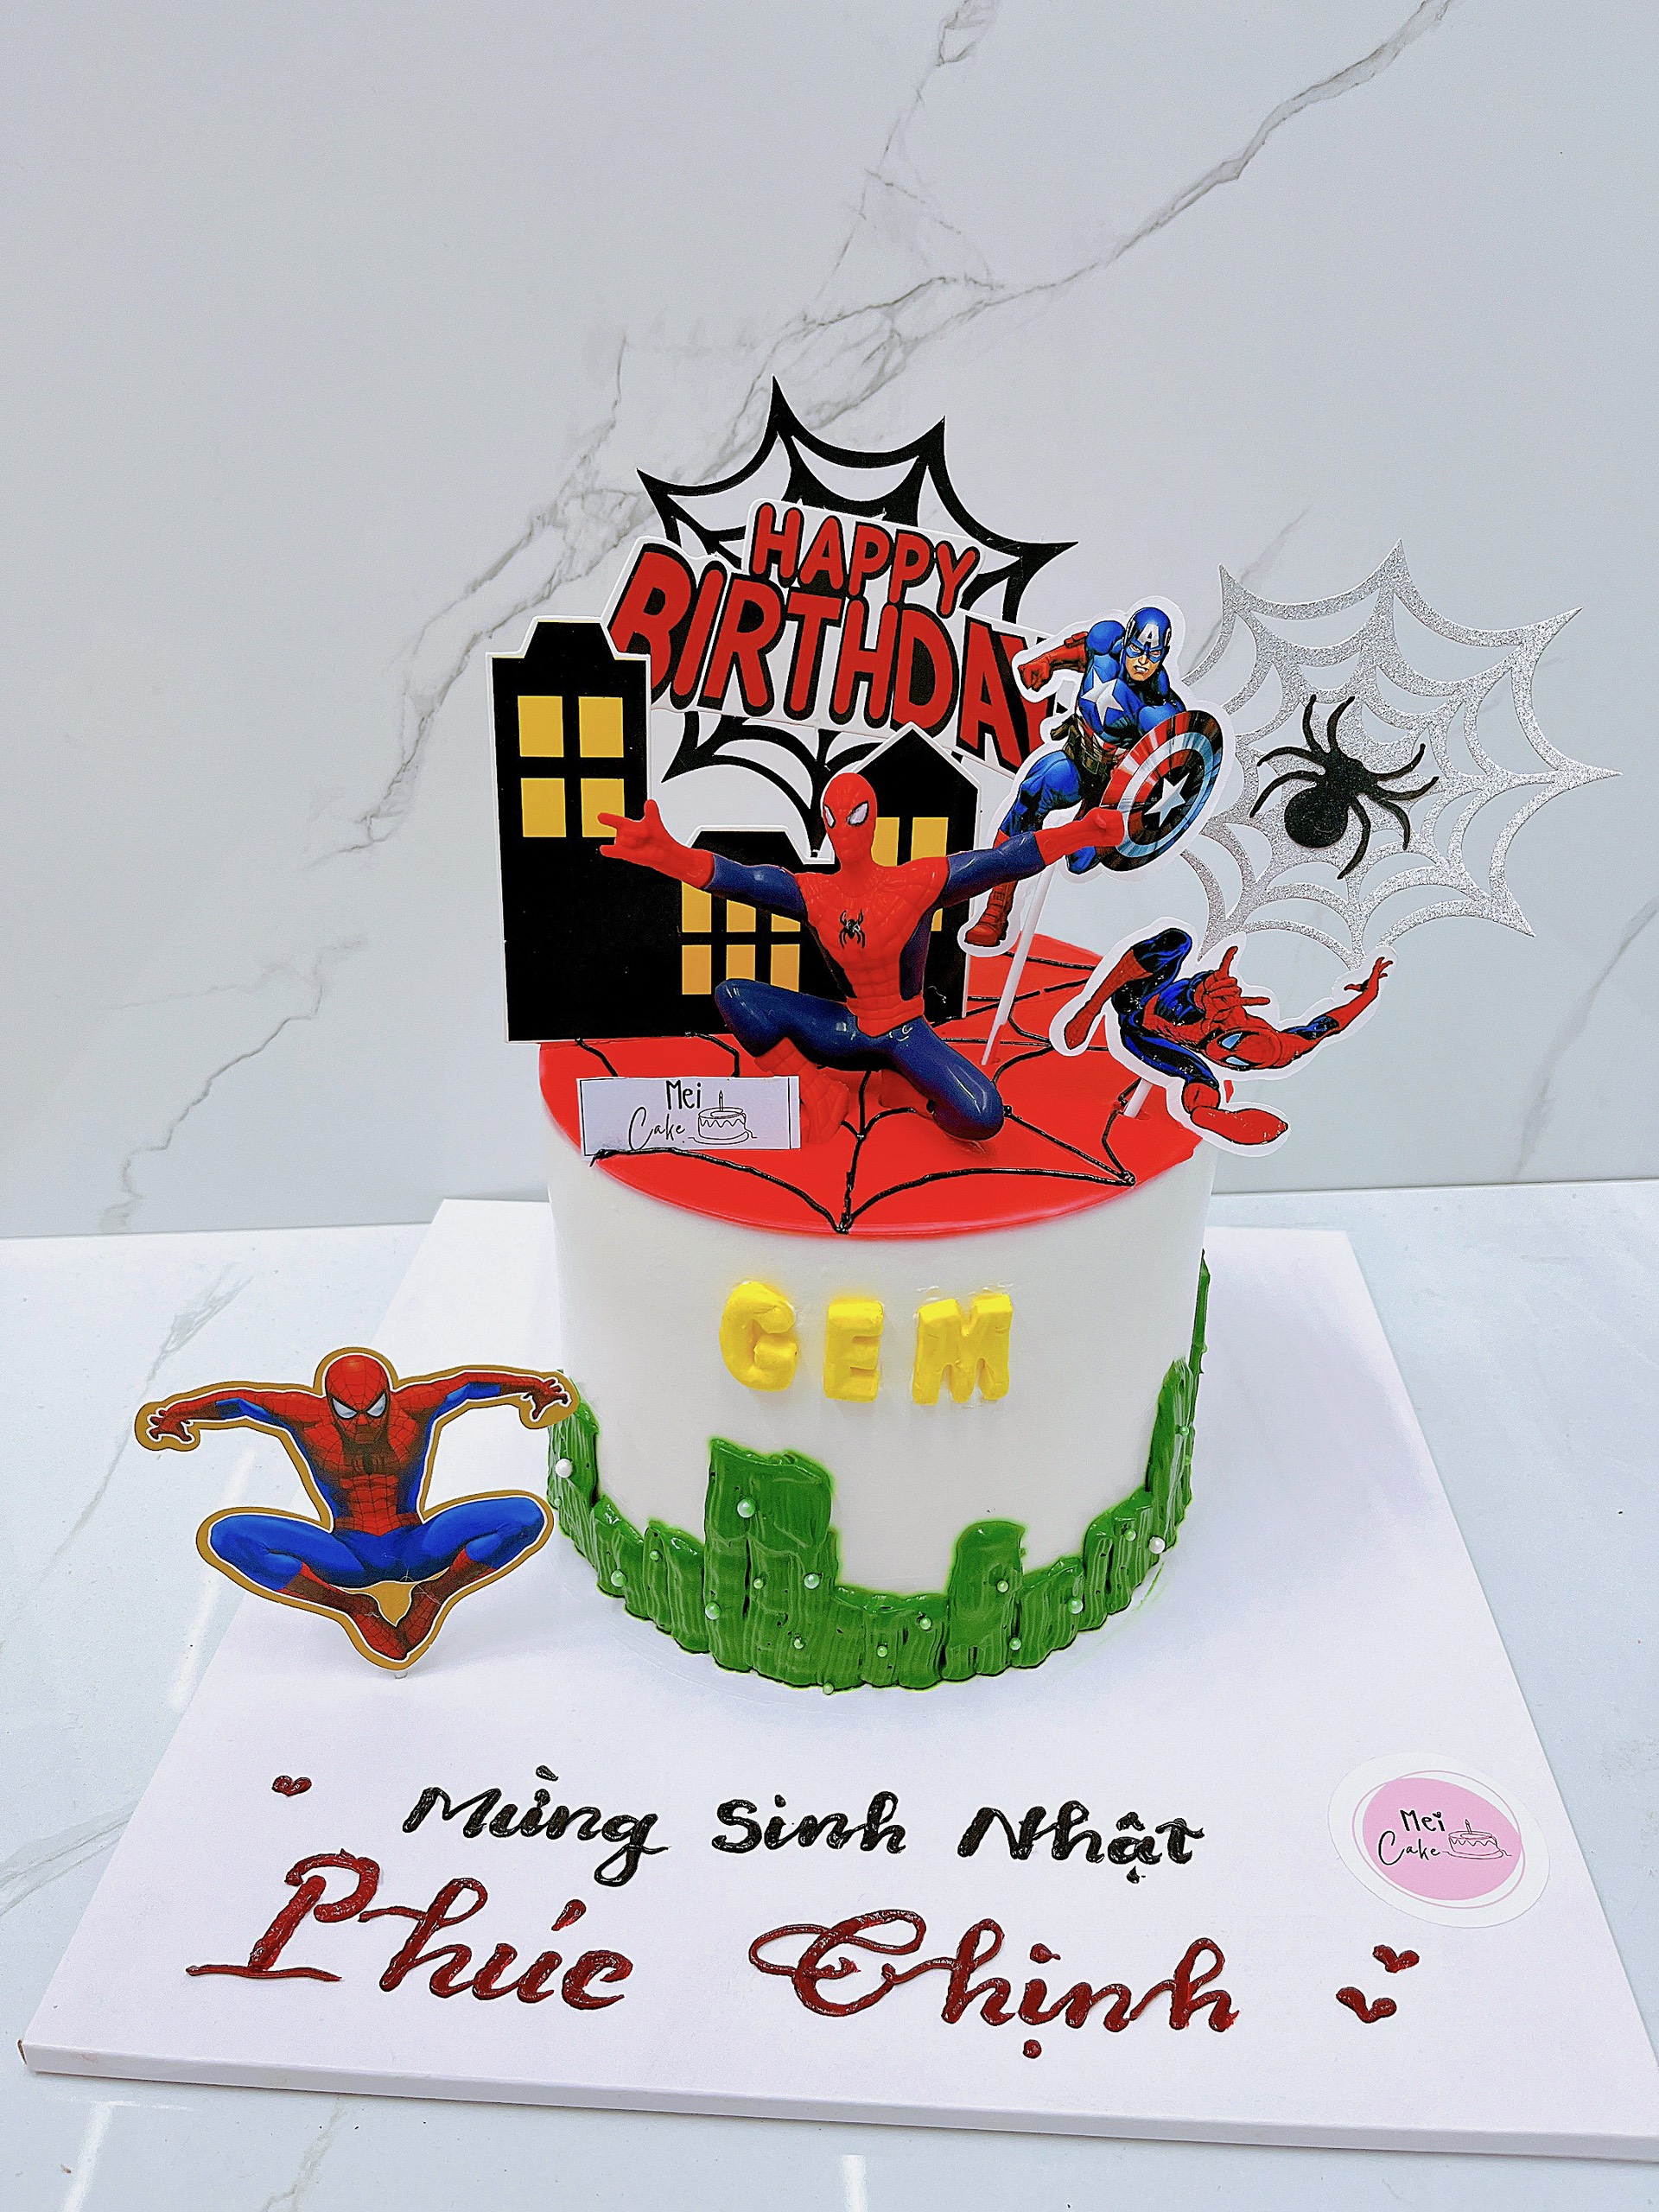 HAPPY
BIRTHDAY
Mei
Cake
GEM
Mừng Sinh Nhật
Mei
Cake
Phúc Thịnh